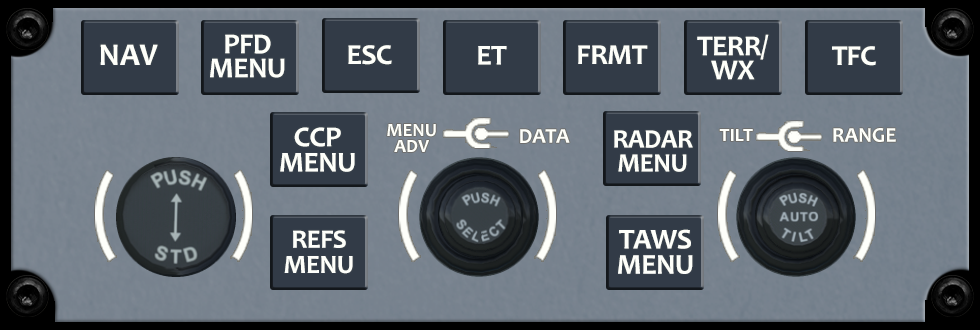 NAV
PFD
MENU
ESC
ET
FRMT
TERR/
WX
TFC
CCP
MENU
MENU
ADV
DATA
RADAR
MENU
TILT
RANGE
PUSH
STD
REFS
MENU
PUSH
SELECT
TAWS
MENU
PUSH
AUTO
TILT